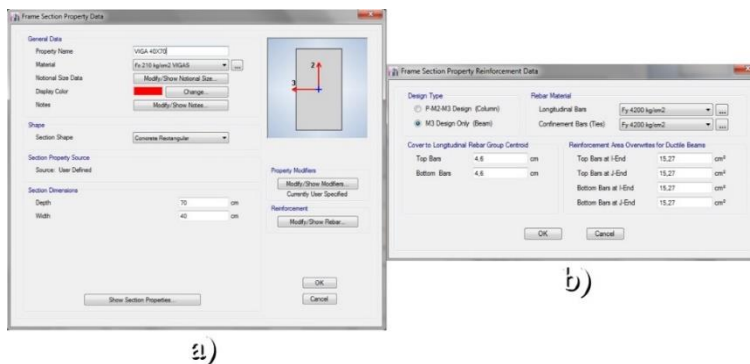 Frame Section Property Data
General Data
Property Name VIGA 40X70
Material Fc 210 kg/cm2 VIGAS ...
Notional Size Data Modify/Show Notional Size...
Display Color Change...
Notes Modify/Show Notes...
2
3
Shape
Section Shape Concrete Rectangular
Section Property Source
Source: User Defined
Section Dimensions
Depth 70 cm
Width 40 cm
Property Modifiers
Modify/Show Modifiers...
Currently User Specified
Reinforcement
Modify/Show Rebar...
OK
Show Section Properties...
Cancel
a)
Frame Section Property Reinforcement Data
Design Type
P-M2-M3 Design (Column)
M3 Design Only (Beam)
Rebar Material
Longitudinal Bars Fy 4200 kg/cm2 ...
Confinement Bars (Ties) Fy 4200 kg/cm2 ...
Cover to Longitudinal Rebar Group Centroid
Top Bars 4,6 cm
Bottom Bars 4,6 cm
Reinforcement Area Overwrites for Ductile Beams
Top Bars at I-End 15,27 cm²
Top Bars at J-End 15,27 cm²
Bottom Bars at I-End 15,27 cm²
Bottom Bars at J-End 15,27 cm²
OK Cancel
b)